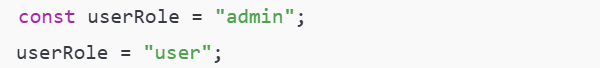 const userRole = "admin";
userRole = "user";